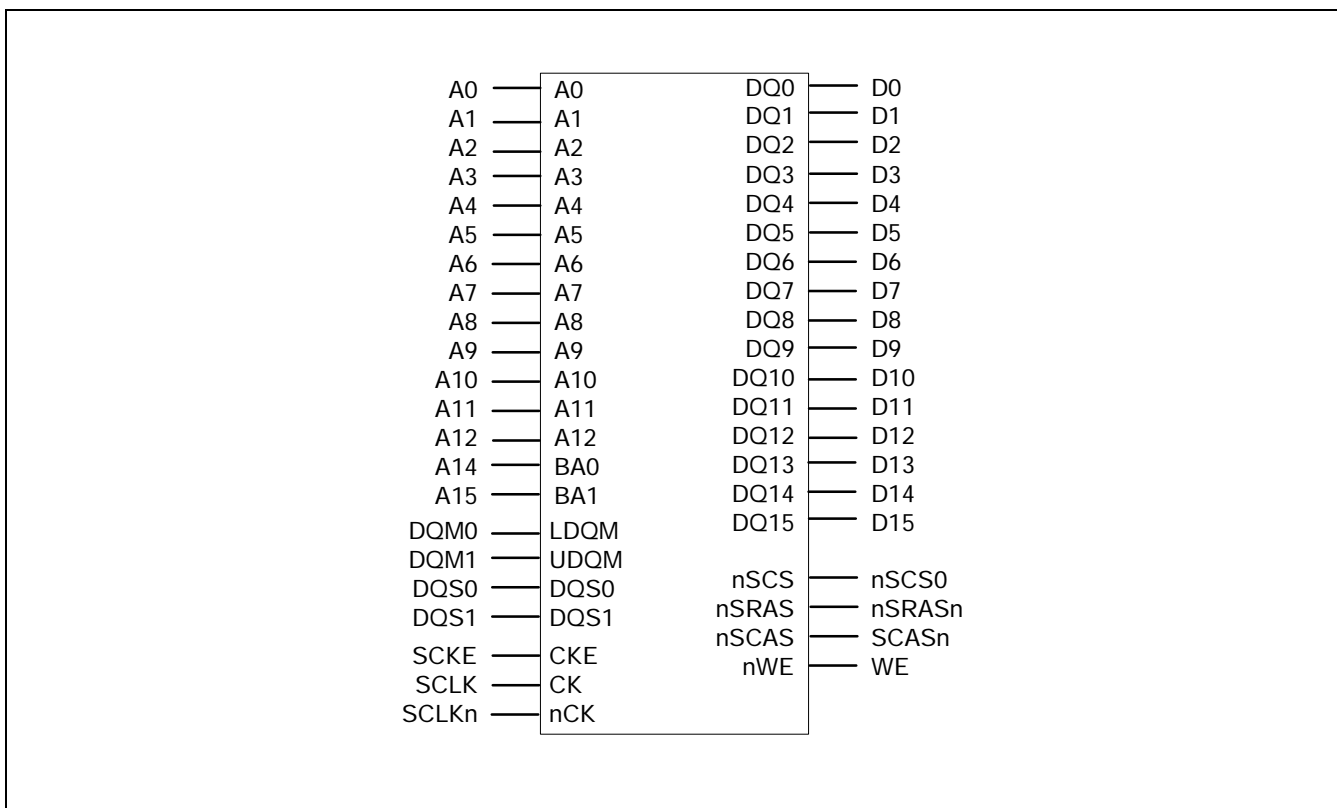 A0 A0 DQ0 D0
A1 A1 DQ1 D1
A2 A2 DQ2 D2
A3 A3 DQ3 D3
A4 A4 DQ4 D4
A5 A5 DQ5 D5
A6 A6 DQ6 D6
A7 A7 DQ7 D7
A8 A8 DQ8 D8
A9 A9 DQ9 D9
A10 A10 DQ10 D10
A11 A11 DQ11 D11
A12 A12 DQ12 D12
A14 BA0 DQ13 D13
A15 BA1 DQ14 D14
DQM0 LDQM DQ15 D15
DQM1 UDQM
DQS0 DQS0 nSCS nSCS0
DQS1 DQS1 nSRAS nSRASn
nSCAS SCASn
SCKE CKE nWE WE
SCLK CK
SCLKn nCK